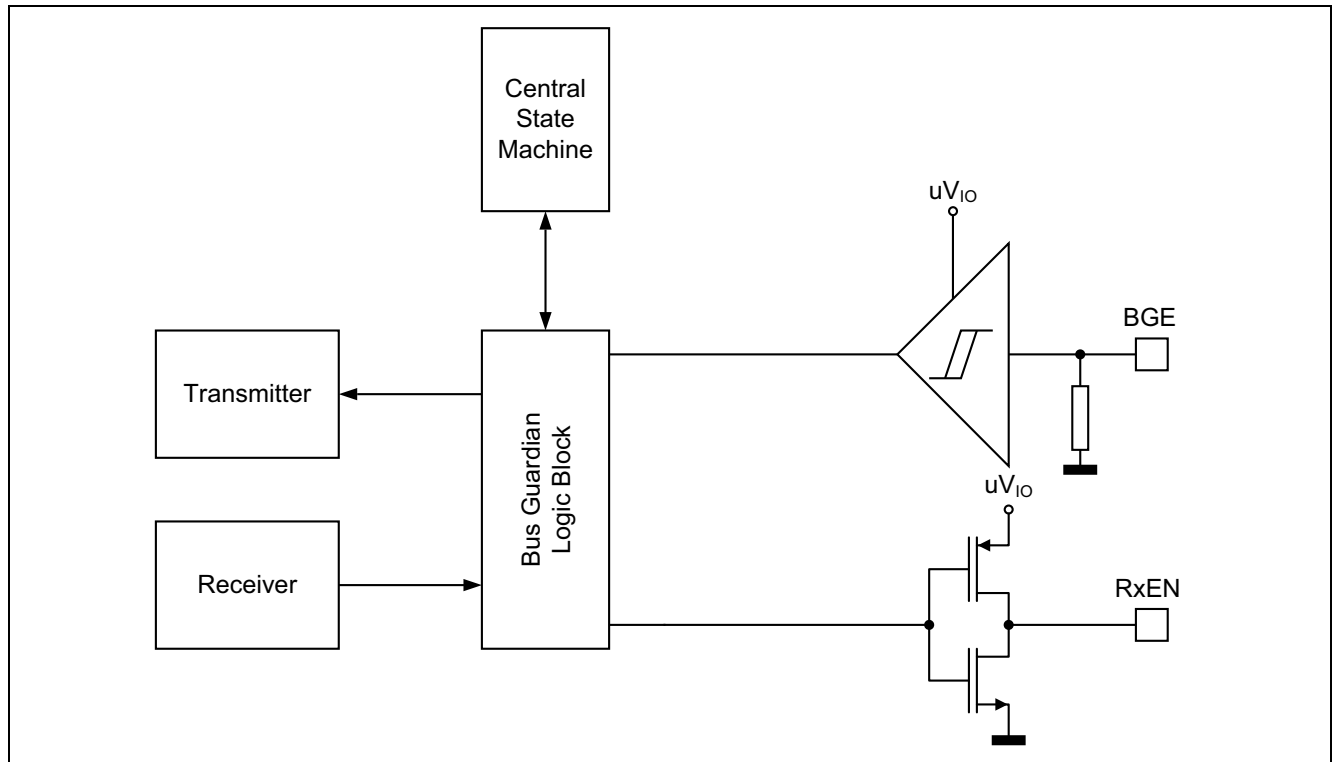 Central
State
Machine
uV_IO
BGE
Transmitter
Bus Guardian
Logic Block
uV_IO
Receiver
RxEN